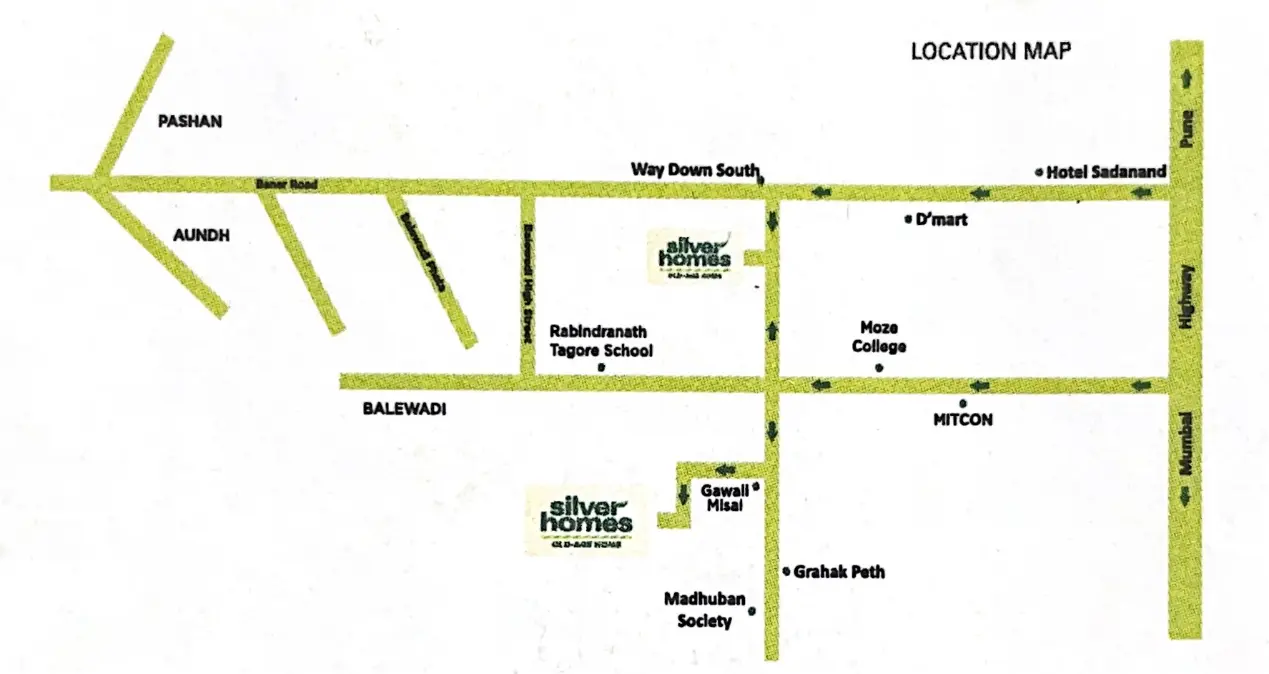 LOCATION MAP
Pune
PASHAN
Way Down South
Hotel Sadanand
Baner Road
D'mart
AUNDH
silver
homes
OLD-AGE HOME
Balewadi Phata
Balewadi High Street
Highway
Rabindranath
Tagore School
Moze
College
BALEWADI
MITCON
Mumbai
Gawali
Misal
silver
homes
OLD-AGE HOME
Grahak Peth
Madhuban
Society